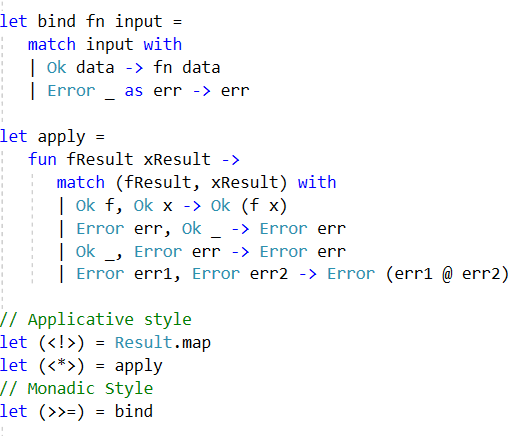 let bind fn input =
match input with
| Ok data -> fn data
| Error _ as err -> err
let apply =
fun fResult xResult ->
match (fResult, xResult) with
| Ok f, Ok x -> Ok (f x)
| Error err, Ok _ -> Error err
| Ok _, Error err -> Error err
| Error err1, Error err2 -> Error (err1 @ err2)
// Applicative style
let (<!>) = Result.map
let (<*>) = apply
// Monadic Style
let (>>=) = bind